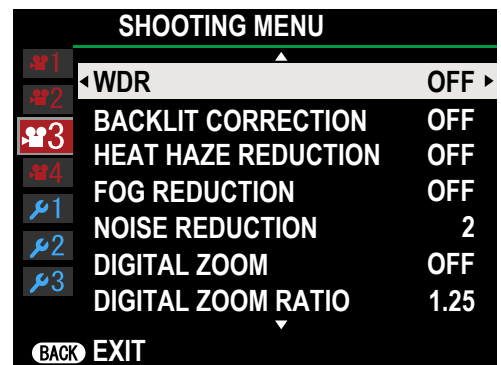 SHOOTING MENU
1
2
3
4
1
2
3
WDR OFF
BACKLIT CORRECTION OFF
HEAT HAZE REDUCTION OFF
FOG REDUCTION OFF
NOISE REDUCTION 2
DIGITAL ZOOM OFF
DIGITAL ZOOM RATIO 1.25
BACK EXIT